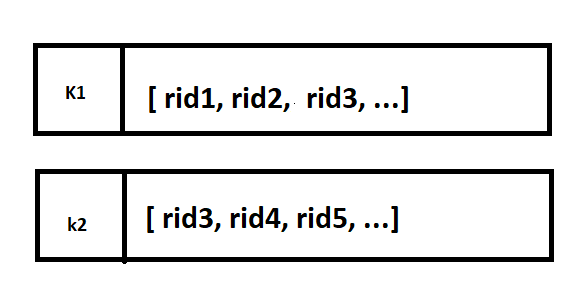 K1 [ rid1, rid2, rid3, ...]
k2 [ rid3, rid4, rid5, ...]